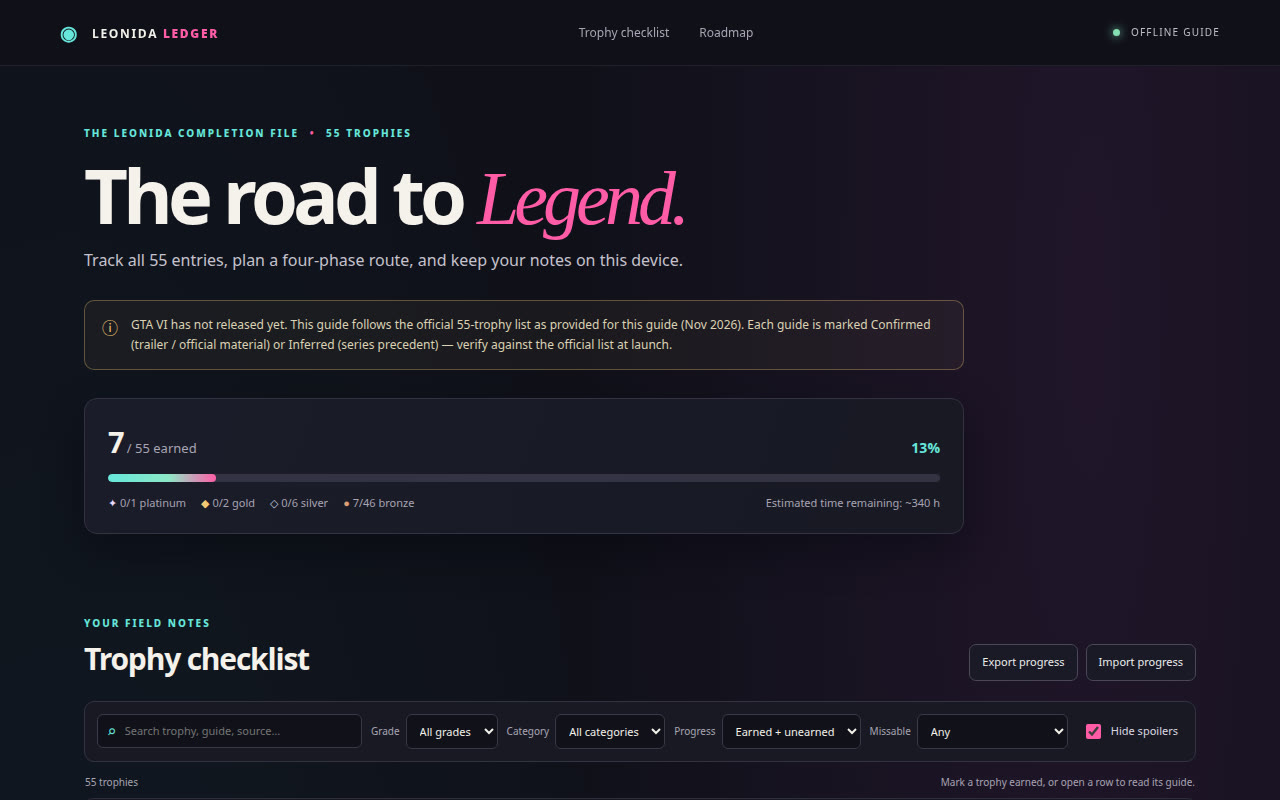 LEONIDA LEDGER
Trophy checklist
Roadmap
OFFLINE GUIDE
THE LEONIDA COMPLETION FILE • 55 TROPHIES
The road to Legend.
Track all 55 entries, plan a four-phase route, and keep your notes on this device.
GTA VI has not released yet. This guide follows the official 55-trophy list as provided for this guide (Nov 2026). Each guide is marked Confirmed
(trailer / official material) or Inferred (series precedent) — verify against the official list at launch.
7 / 55 earned
13%
0/1 platinum
0/2 gold
0/6 silver
7/46 bronze
Estimated time remaining: ~340 h
YOUR FIELD NOTES
Trophy checklist
Export progress
Import progress
Search trophy, guide, source...
Grade
All grades
Category
All categories
Progress
Earned + unearned
Missable
Any
Hide spoilers
55 trophies
Mark a trophy earned, or open a row to read its guide.